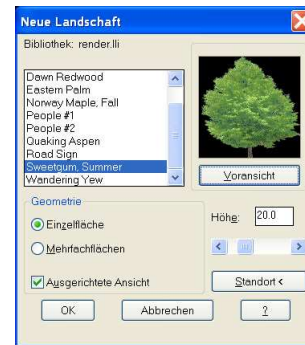 Neue Landschaft
Bibliothek: render.lli
Dawn Redwood
Eastern Palm
Norway Maple, Fall
People #1
People #2
Quaking Aspen
Road Sign
Sweetgum, Summer
Wandering Yew
Voransicht
Geometrie
Einzelfläche
Mehrfachflächen
Ausgerichtete Ansicht
Höhe: 20.0
Standort <
OK Abbrechen ?